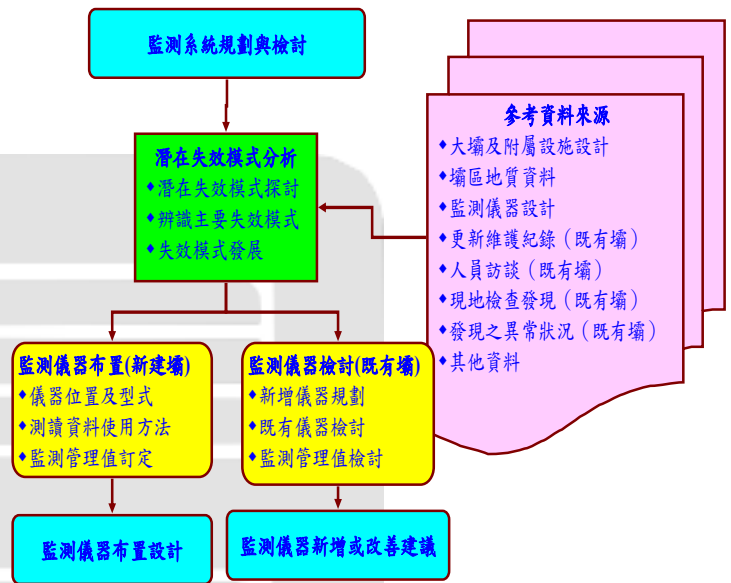 監測系統規劃與檢討
潛在失效模式分析
◆潛在失效模式探討
◆辨識主要失效模式
◆失效模式發展
參考資料來源
◆大壩及附屬設施設計
◆壩區地質資料
◆監測儀器設計
◆更新維護紀錄（既有壩）
◆人員訪談（既有壩）
◆現地檢查發現（既有壩）
◆發現之異常狀況（既有壩）
◆其他資料
監測儀器布置(新建壩)
◆儀器位置及型式
◆測讀資料使用方法
◆監測管理值訂定
監測儀器檢討(既有壩)
◆新增儀器規劃
◆既有儀器檢討
◆監測管理值檢討
監測儀器布置設計
監測儀器新增或改善建議